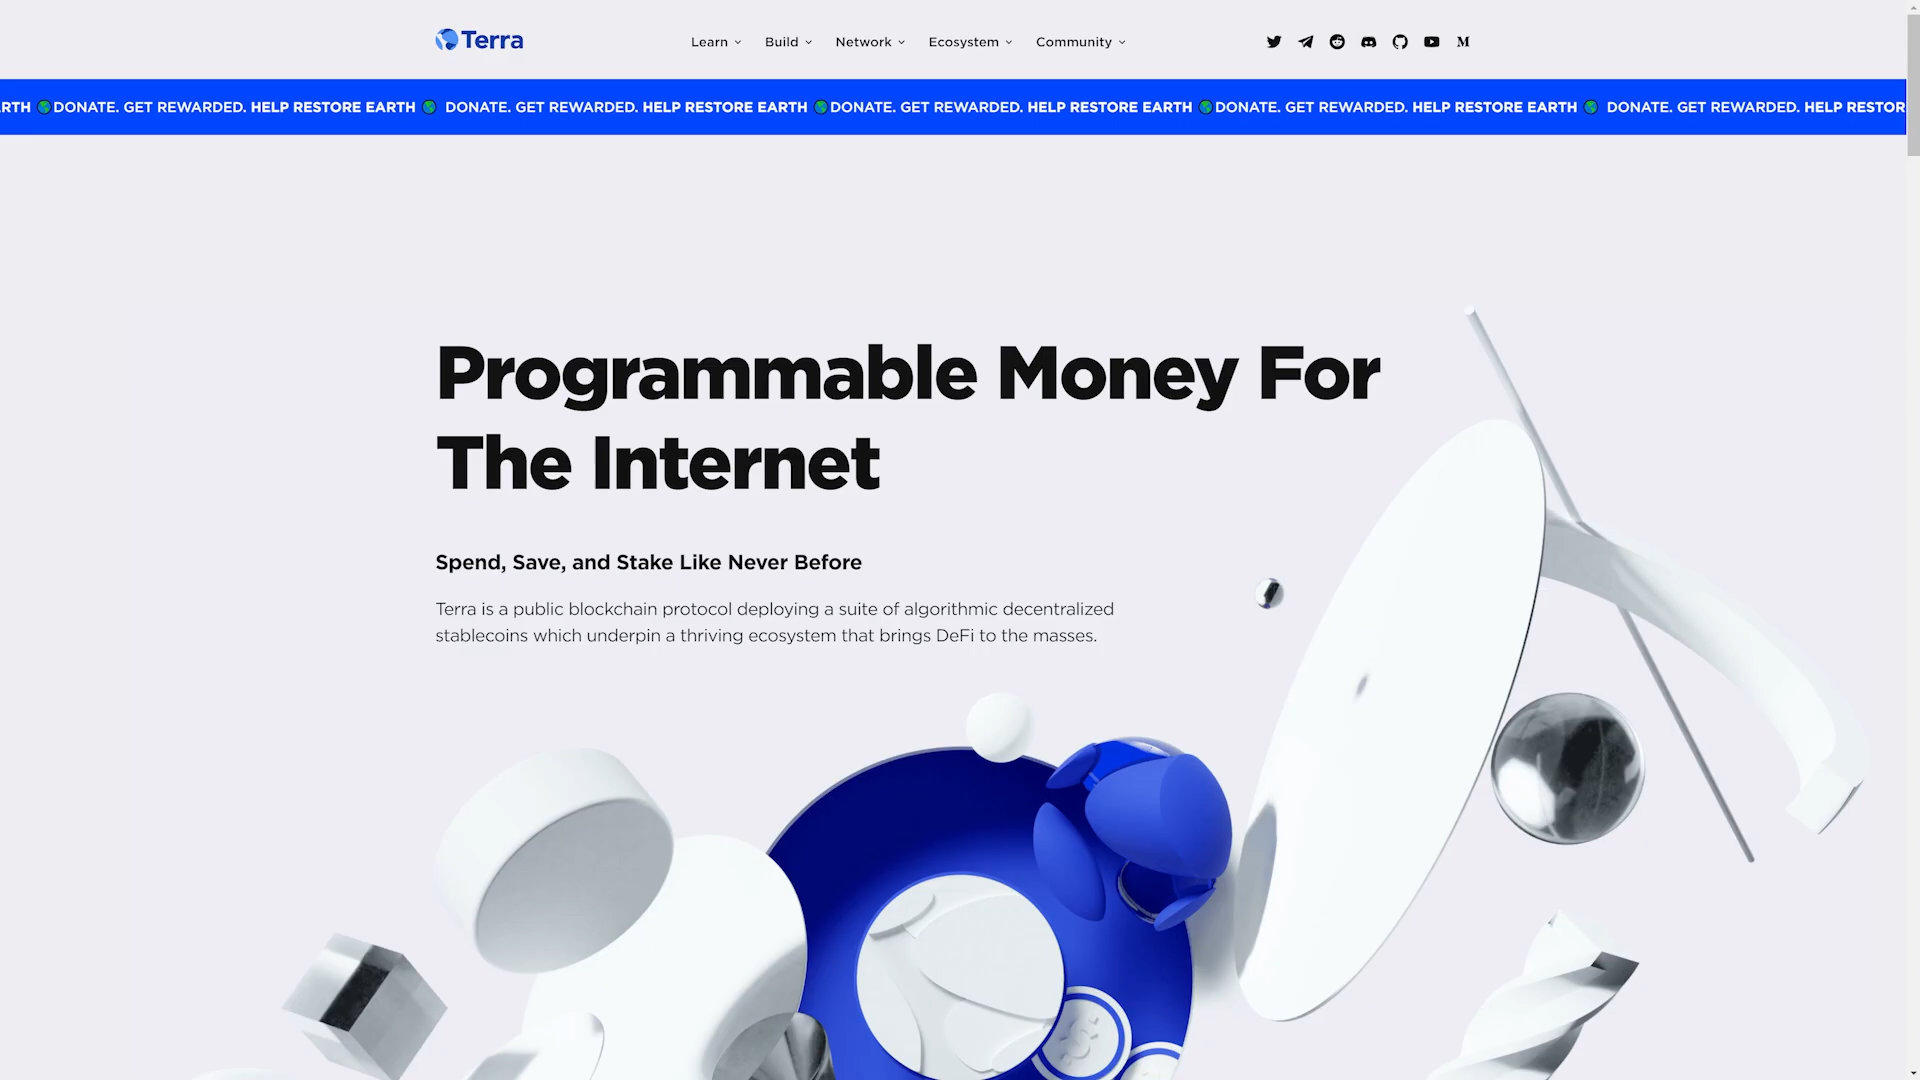 Terra
Learn
Build
Network
Ecosystem
Community
RTH 🌎DONATE. GET REWARDED. HELP RESTORE EARTH 🌎 DONATE. GET REWARDED. HELP RESTORE EARTH 🌎DONATE. GET REWARDED. HELP RESTORE EARTH 🌎DONATE. GET REWARDED. HELP RESTORE EARTH 🌎 DONATE. GET REWARDED. HELP RESTOR
Programmable Money For
The Internet
Spend, Save, and Stake Like Never Before
Terra is a public blockchain protocol deploying a suite of algorithmic decentralized
stablecoins which underpin a thriving ecosystem that brings DeFi to the masses.